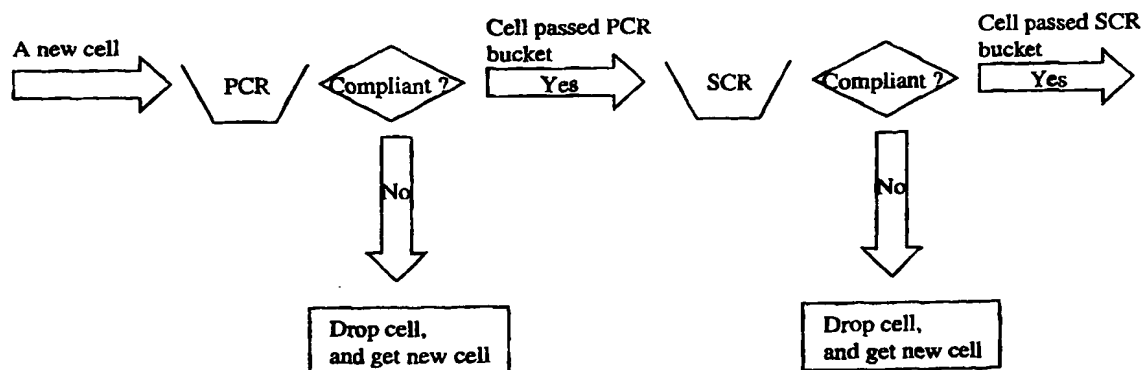 A new cell
PCR
Compliant ?
Cell passed PCR
bucket
Yes
SCR
Compliant ?
Cell passed SCR
bucket
Yes
No
No
Drop cell,
and get new cell
Drop cell,
and get new cell